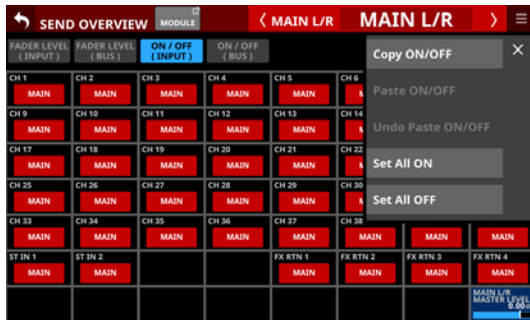 SEND OVERVIEW MODULE MAIN L/R MAIN L/R
FADER LEVEL FADER LEVEL ON / OFF ON / OFF
( INPUT ) ( BUS ) ( INPUT ) ( BUS )
Copy ON/OFF
Paste ON/OFF
Undo Paste ON/OFF
Set All ON
Set All OFF
CH 1 CH 2 CH 3 CH 4 CH 5 CH 6
MAIN MAIN MAIN MAIN MAIN
CH 9 CH 10 CH 11 CH 12 CH 13 CH 14
MAIN MAIN MAIN MAIN MAIN
CH 17 CH 18 CH 19 CH 20 CH 21 CH 22
MAIN MAIN MAIN MAIN MAIN
CH 25 CH 26 CH 27 CH 28 CH 29 CH 30
MAIN MAIN MAIN MAIN MAIN
CH 33 CH 34 CH 35 CH 36 CH 37 CH 38
MAIN MAIN MAIN MAIN MAIN MAIN MAIN MAIN
ST IN 1 ST IN 2 FX RTN 1 FX RTN 2 FX RTN 3 FX RTN 4
MAIN MAIN MAIN MAIN MAIN MAIN
MAIN L/R
MASTER LEVEL
0.00